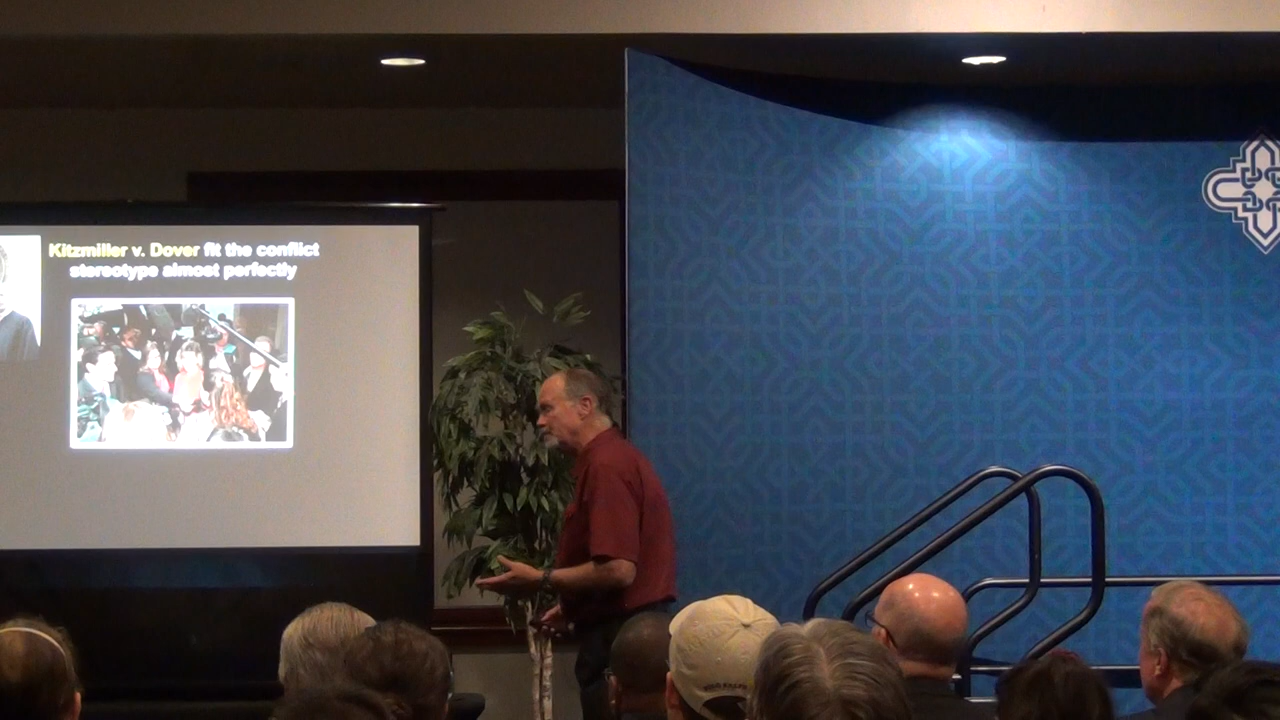 Kitzmiller v. Dover fit the conflict
stereotype almost perfectly